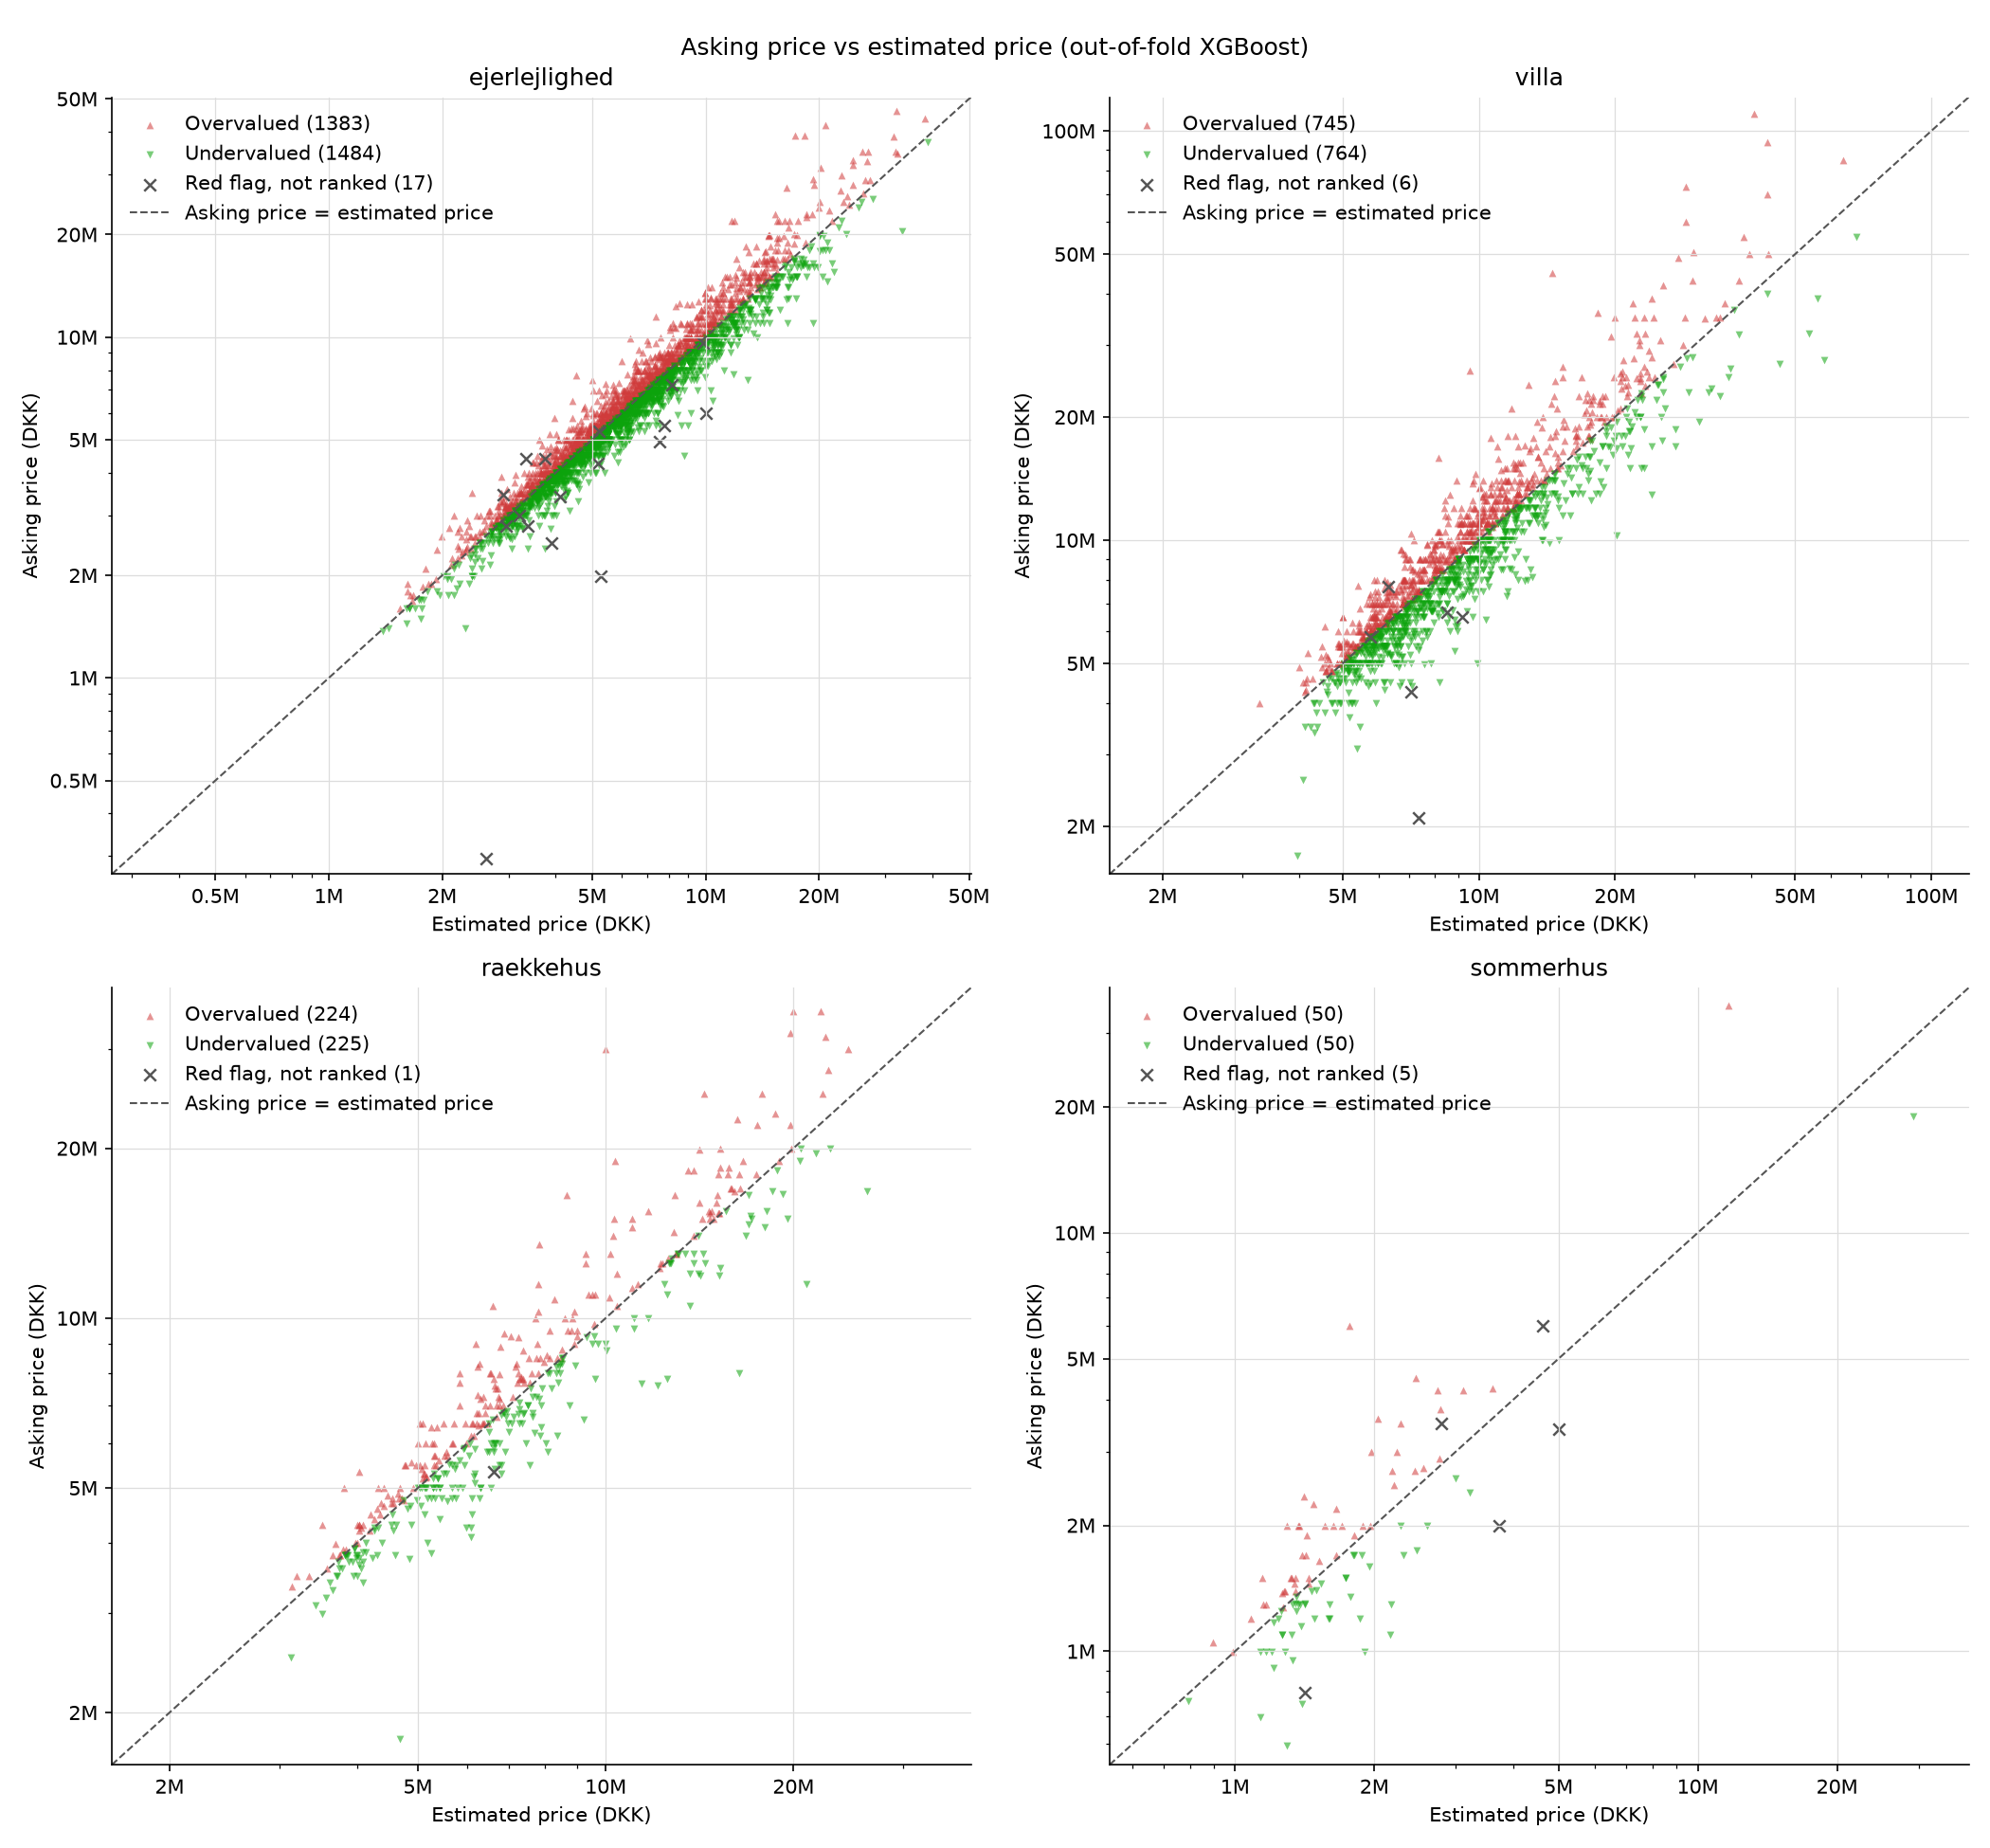 Asking price vs estimated price (out-of-fold XGBoost)
ejerlejlighed
Overvalued (1383)
Undervalued (1484)
Red flag, not ranked (17)
Asking price = estimated price
50M
20M
10M
5M
2M
1M
0.5M
Asking price (DKK)
0.5M 1M 2M 5M 10M 20M 50M
Estimated price (DKK)
villa
Overvalued (745)
Undervalued (764)
Red flag, not ranked (6)
Asking price = estimated price
100M
50M
20M
10M
5M
2M
Asking price (DKK)
2M 5M 10M 20M 50M 100M
Estimated price (DKK)
raekkehus
Overvalued (224)
Undervalued (225)
Red flag, not ranked (1)
Asking price = estimated price
20M
10M
5M
2M
Asking price (DKK)
2M 5M 10M 20M
Estimated price (DKK)
sommerhus
Overvalued (50)
Undervalued (50)
Red flag, not ranked (5)
Asking price = estimated price
20M
10M
5M
2M
1M
Asking price (DKK)
1M 2M 5M 10M 20M
Estimated price (DKK)